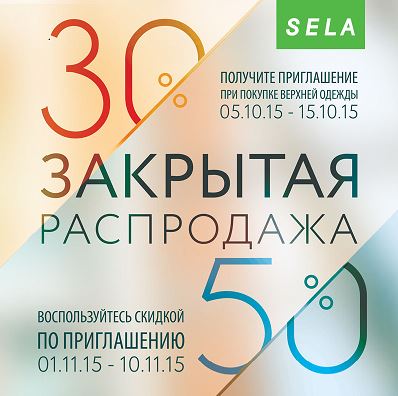 30%
SELA
ПОЛУЧИТЕ ПРИГЛАШЕНИЕ
ПРИ ПОКУПКЕ ВЕРХНЕЙ ОДЕЖДЫ
05.10.15 - 15.10.15
ЗАКРЫТАЯ
РАСПРОДАЖА
50%
ВОСПОЛЬЗУЙТЕСЬ СКИДКОЙ
ПО ПРИГЛАШЕНИЮ
01.11.15 - 10.11.15